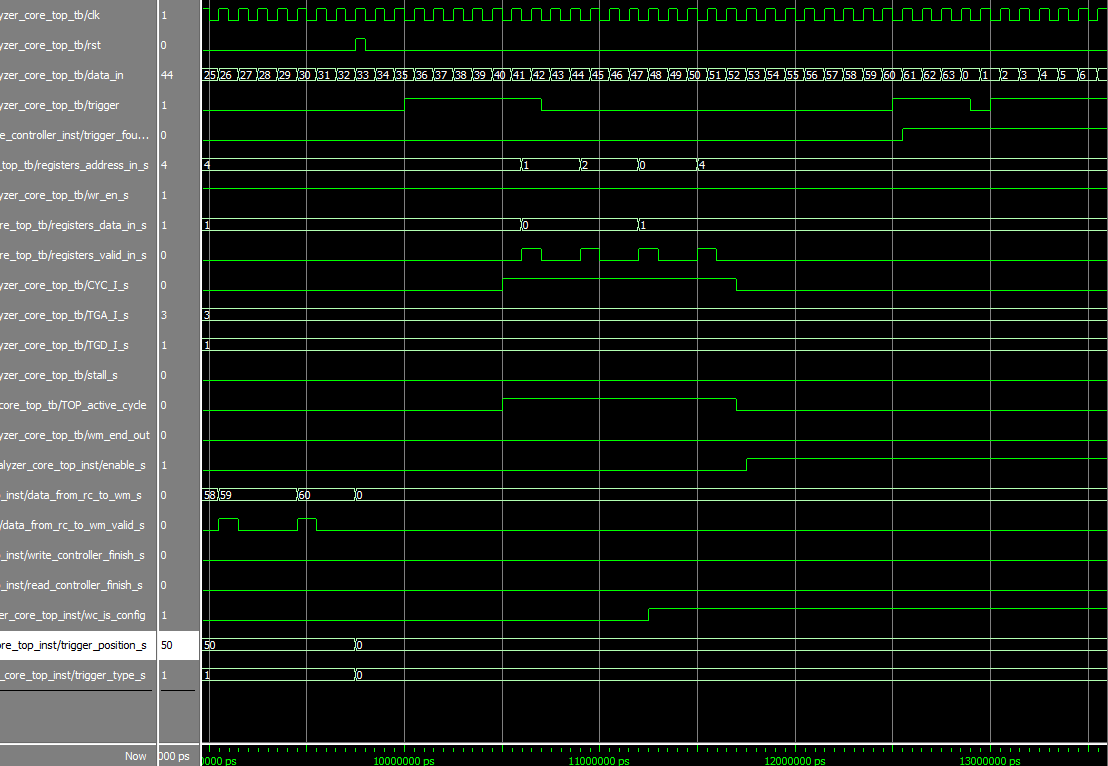 yzer_core_top_tb/clk 1
yzer_core_top_tb/rst 0
yzer_core_top_tb/data_in 44 25 26 27 28 29 30 31 32 33 34 35 36 37 38 39 40 41 42 43 44 45 46 47 48 49 50 51 52 53 54 55 56 57 58 59 60 61 62 63 0 1 2 3 4 5 6
yzer_core_top_tb/trigger 1
e_controller_inst/trigger_fou... 0
_top_tb/registers_address_in_s 4 4 1 2 0 4
yzer_core_top_tb/wr_en_s 1
re_top_tb/registers_data_in_s 1 1 0 1
re_top_tb/registers_valid_in_s 0
yzer_core_top_tb/CYC_I_s 0
yzer_core_top_tb/TGA_I_s 3 3
yzer_core_top_tb/TGD_I_s 1 1
yzer_core_top_tb/stall_s 0
core_top_tb/TOP_active_cycle 0
yzer_core_top_tb/wm_end_out 0
alyzer_core_top_inst/enable_s 1
_inst/data_from_rc_to_wm_s 0 58 59 60 0
/data_from_rc_to_wm_valid_s 0
_inst/write_controller_finish_s 0
_inst/read_controller_finish_s 0
er_core_top_inst/wc_is_config 1
ore_top_inst/trigger_position_s 50 50 0
_core_top_inst/trigger_type_s 1 1 0
Now 000 ps 0000 ps 10000000 ps 11000000 ps 12000000 ps 13000000 ps